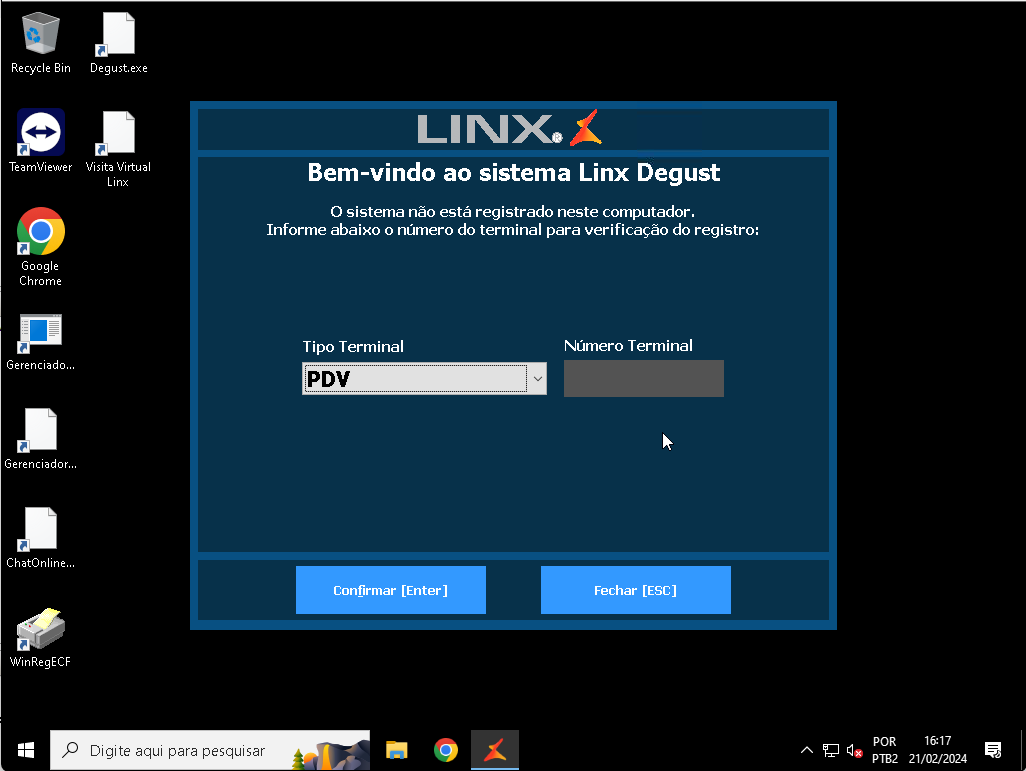 Recycle Bin
Degust.exe
TeamViewer
Visita Virtual
Linx
Google
Chrome
Gerenciado...
Gerenciador...
ChatOnline...
WinRegECF
LINX®
Bem-vindo ao sistema Linx Degust
O sistema não está registrado neste computador.
Informe abaixo o número do terminal para verificação do registro:
Tipo Terminal
Número Terminal
PDV
Confirmar [Enter]
Fechar [ESC]
Digite aqui para pesquisar
POR
PTB2
16:17
21/02/2024